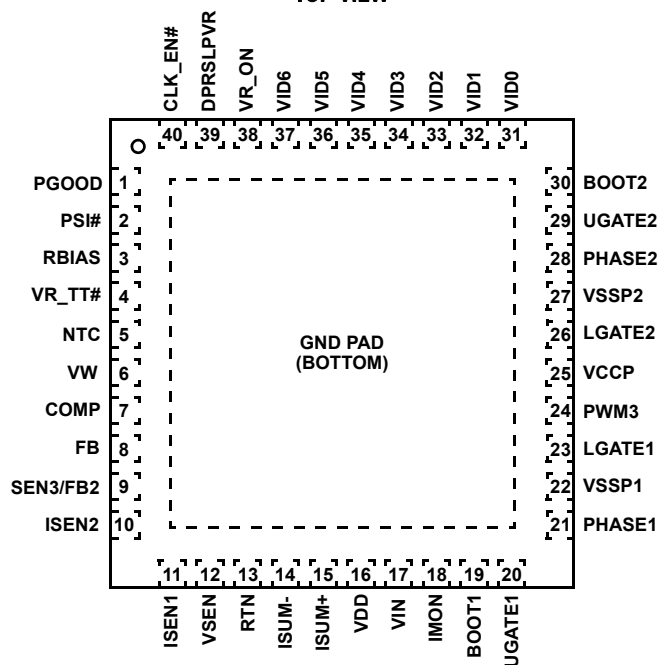 CLK_EN#
DPRSLPVR
VR_ON
VID6
VID5
VID4
VID3
VID2
VID1
VID0
40 39 38 37 36 35 34 33 32 31
PGOOD 1
PSI# 2
RBIAS 3
VR_TT# 4
NTC 5
VW 6
COMP 7
FB 8
SEN3/FB2 9
ISEN2 10
GND PAD
(BOTTOM)
30 BOOT2
29 UGATE2
28 PHASE2
27 VSSP2
26 LGATE2
25 VCCP
24 PWM3
23 LGATE1
22 VSSP1
21 PHASE1
11 12 13 14 15 16 17 18 19 20
ISEN1
VSEN
RTN
ISUM-
ISUM+
VDD
VIN
IMON
BOOT1
UGATE1